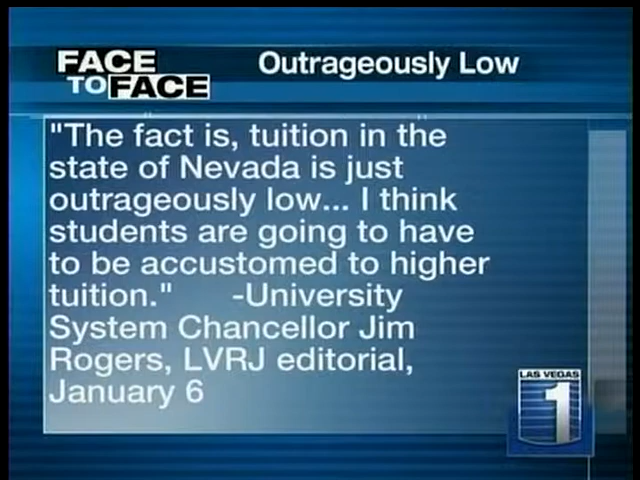 FACE
TO FACE
Outrageously Low
"The fact is, tuition in the
state of Nevada is just
outrageously low... I think
students are going to have
to be accustomed to higher
tuition." -University
System Chancellor Jim
Rogers, LVRJ editorial,
January 6
LAS VEGAS
1